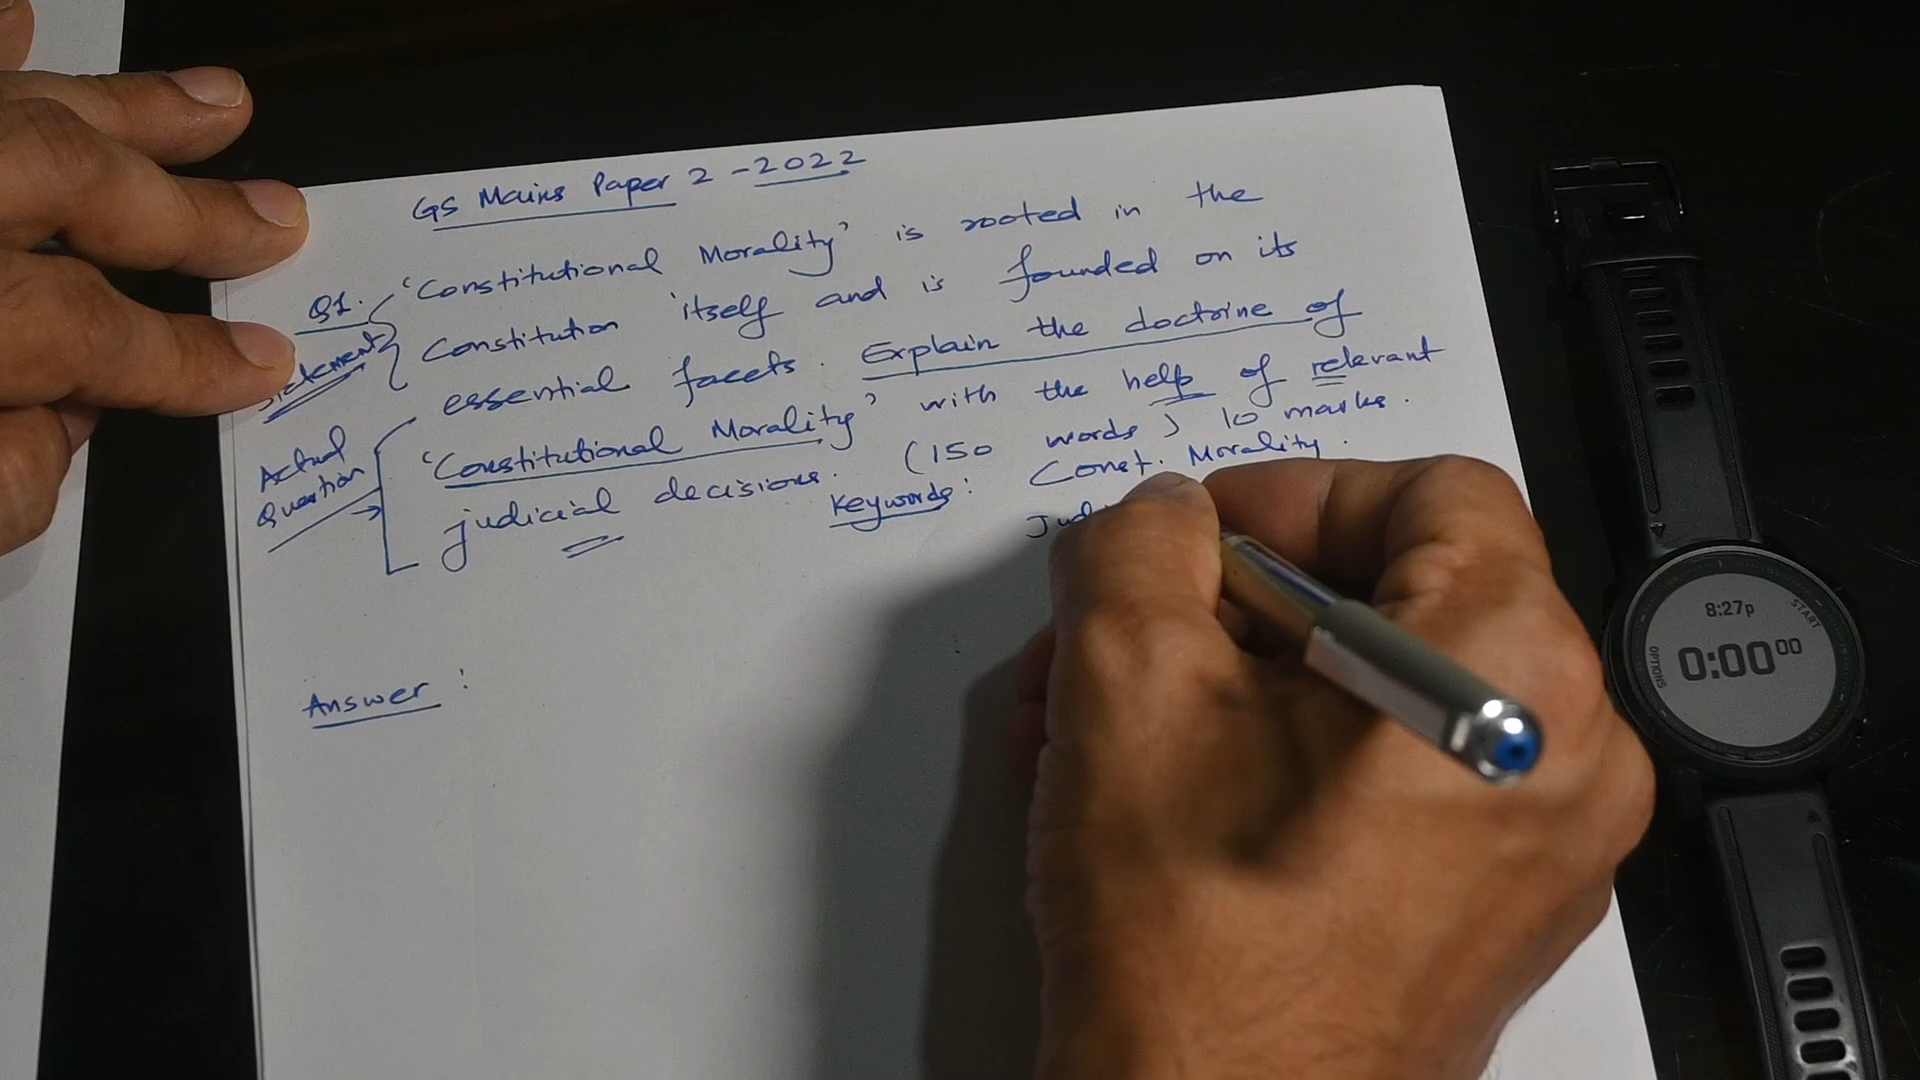 GS Mains Paper 2 - 2022
Q1. 'Constitutional Morality' is rooted in the
Constitution itself and is founded on its
essential facets. Explain the doctrine of
'Constitutional Morality' with the help of relevant
judicial decisions. (150 words) 10 marks.
Statement
Actual
Question
Keywords: Const. Morality.
Answer:
8:27p
START
0:00 00
OPTIONS